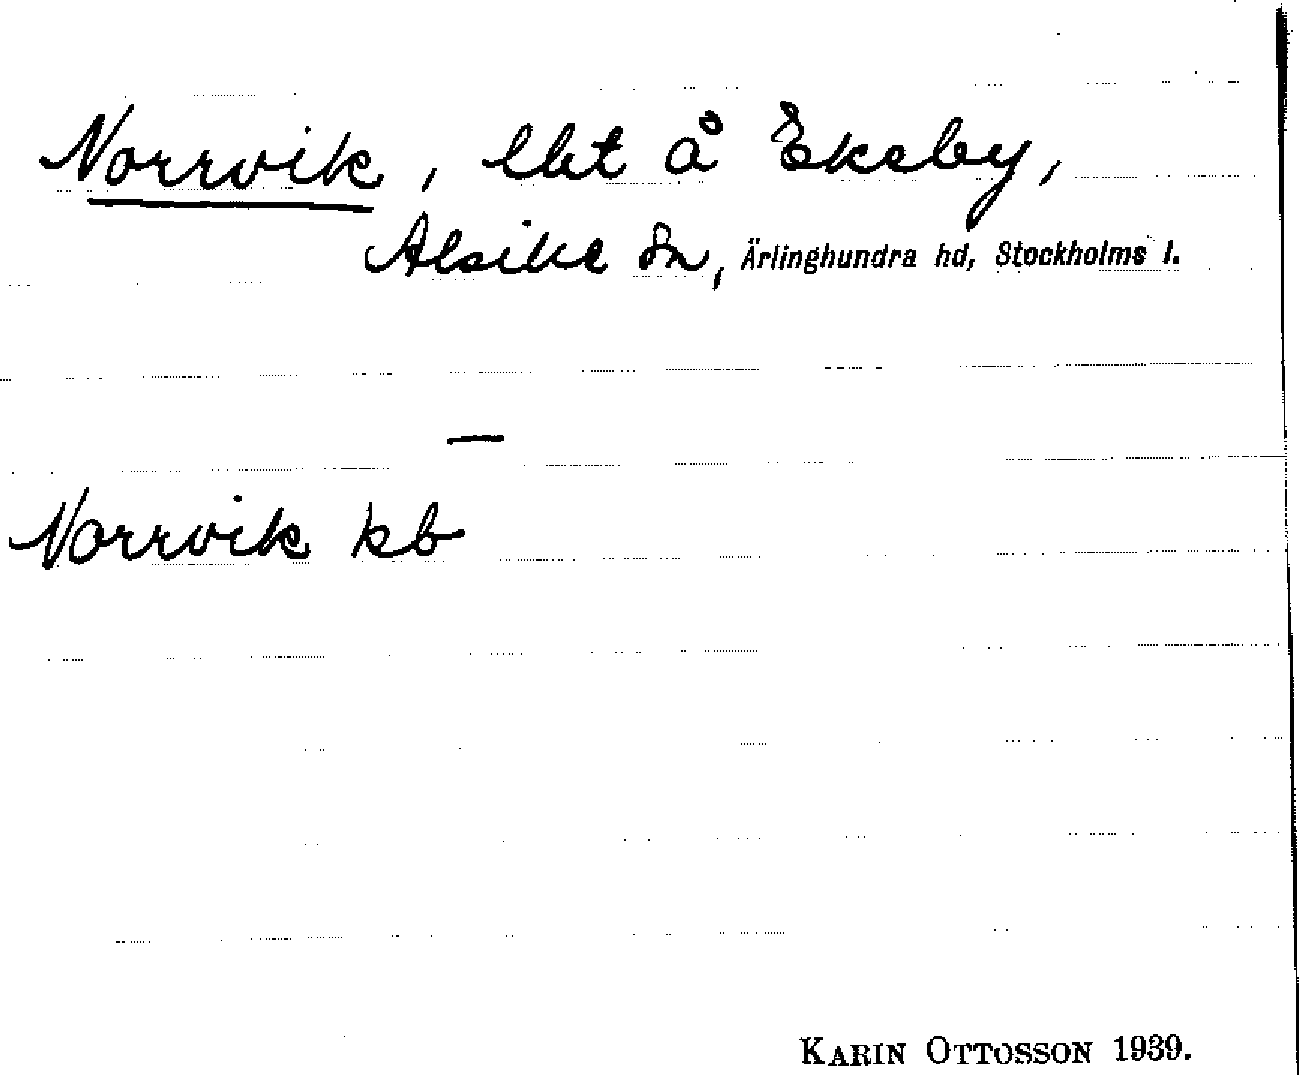 Norrvik, lht å Ekeby,
Alsike sn, Ärlinghundra hd, Stockholms l.
—
Norrvik kb
KARIN OTTOSSON 1939.